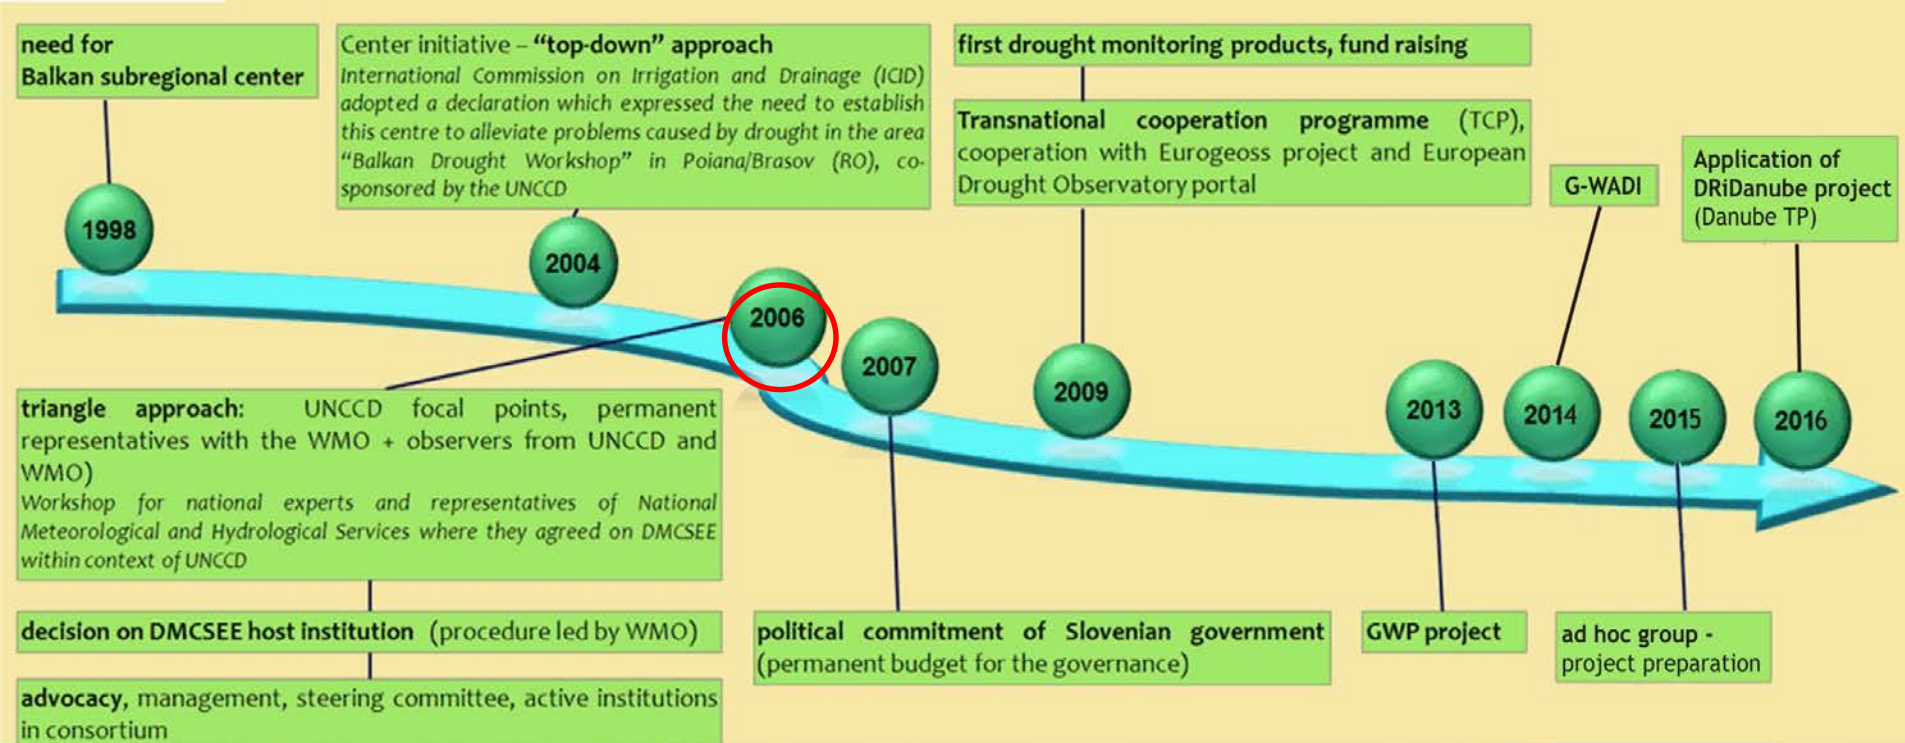 need for
Balkan subregional center
Center initiative – “top-down” approach
International Commission on Irrigation and Drainage (ICID)
adopted a declaration which expressed the need to establish
this centre to alleviate problems caused by drought in the area
“Balkan Drought Workshop” in Poiana/Brasov (RO), co-
sponsored by the UNCCD
first drought monitoring products, fund raising
Transnational cooperation programme (TCP),
cooperation with Eurogeoss project and European
Drought Observatory portal
G-WADI
Application of
DRiDanube project
(Danube TP)
1998
2004
2006
2007
2009
2013
2014
2015
2016
triangle approach: UNCCD focal points, permanent
representatives with the WMO + observers from UNCCD and
WMO)
Workshop for national experts and representatives of National
Meteorological and Hydrological Services where they agreed on DMCSEE
within context of UNCCD
decision on DMCSEE host institution (procedure led by WMO)
advocacy, management, steering committee, active institutions
in consortium
political commitment of Slovenian government
(permanent budget for the governance)
GWP project
ad hoc group -
project preparation